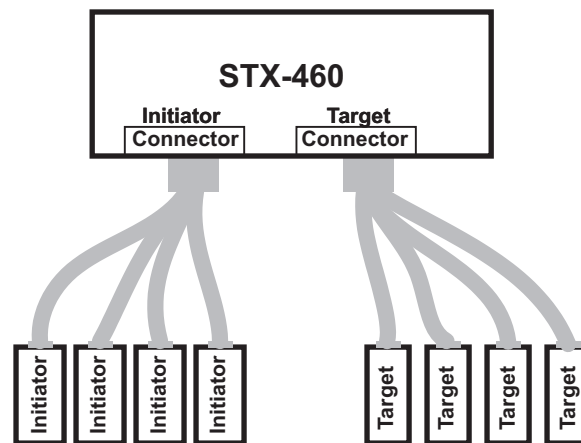 STX-460
Initiator Target
Connector Connector
Initiator Initiator Initiator Initiator Target Target Target Target